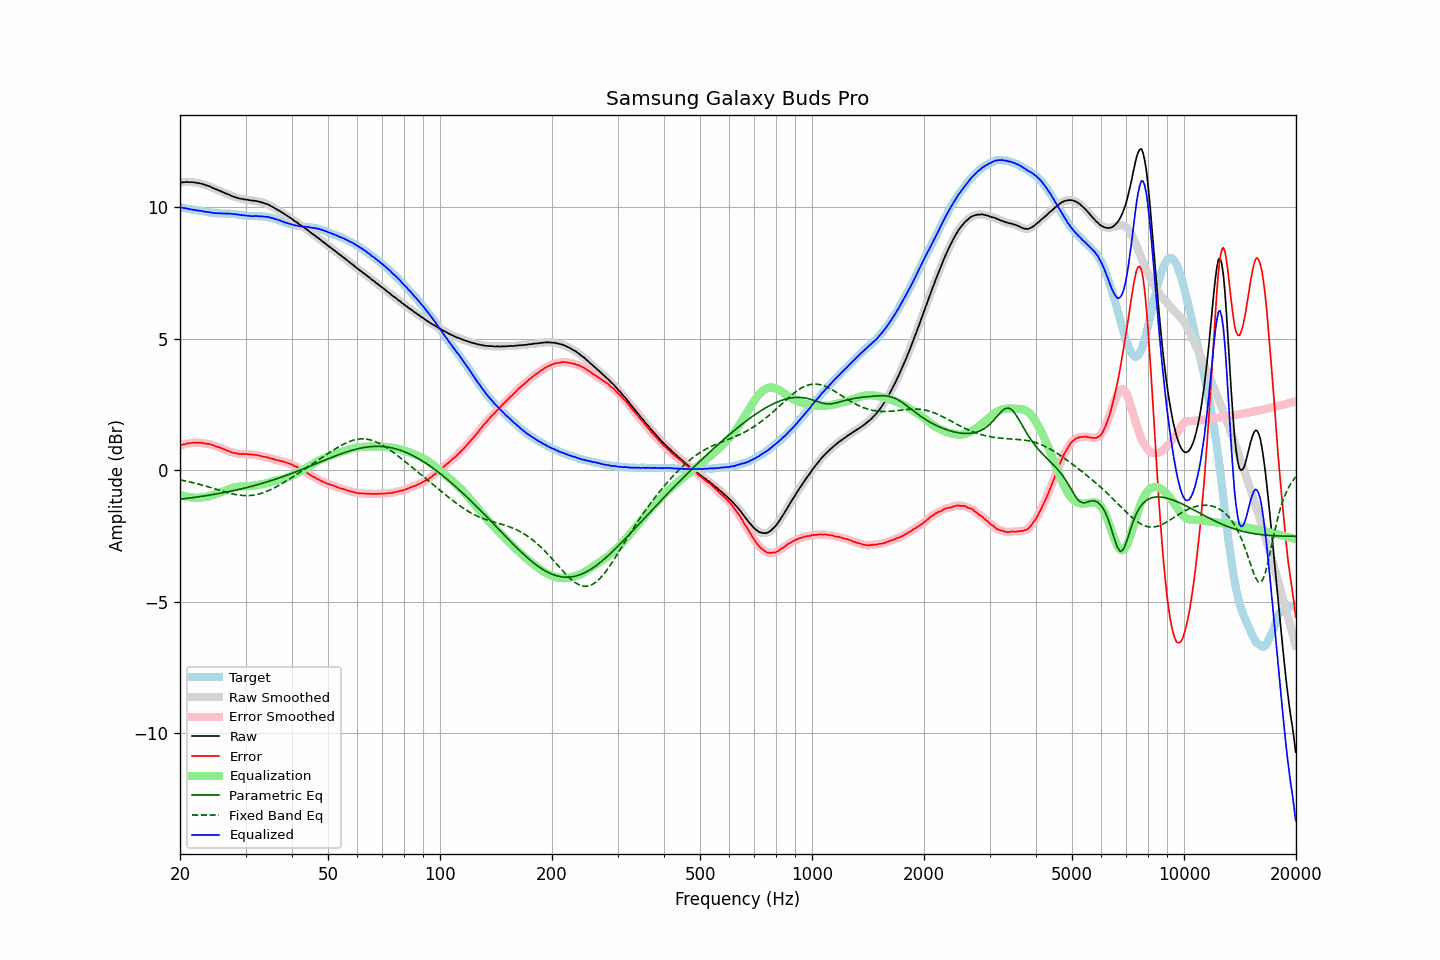 Samsung Galaxy Buds Pro
Amplitude (dBr)
10
5
0
−5
−10
Target
Raw Smoothed
Error Smoothed
Raw
Error
Equalization
Parametric Eq
Fixed Band Eq
Equalized
20 50 100 200 500 1000 2000 5000 10000 20000
Frequency (Hz)